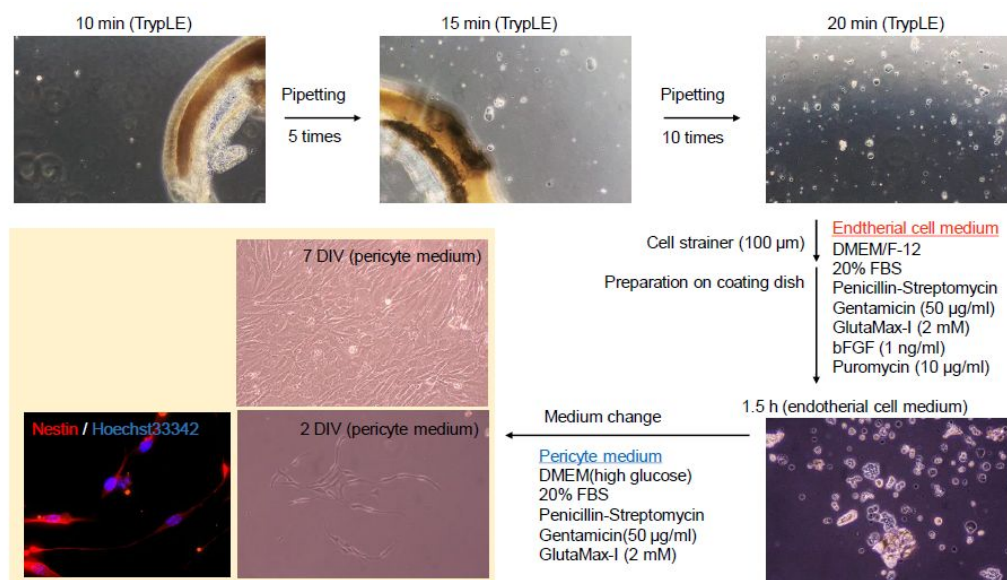 10 min (TrypLE)
15 min (TrypLE)
20 min (TrypLE)
Pipetting
5 times
Pipetting
10 times
Cell strainer (100 µm)
Preparation on coating dish
Endtherial cell medium
DMEM/F-12
20% FBS
Penicillin-Streptomycin
Gentamicin (50 µg/ml)
GlutaMax-I (2 mM)
bFGF (1 ng/ml)
Puromycin (10 µg/ml)
1.5 h (endotherial cell medium)
Medium change
Pericyte medium
DMEM(high glucose)
20% FBS
Penicillin-Streptomycin
Gentamicin(50 µg/ml)
GlutaMax-I (2 mM)
7 DIV (pericyte medium)
2 DIV (pericyte medium)
Nestin / Hoechst33342